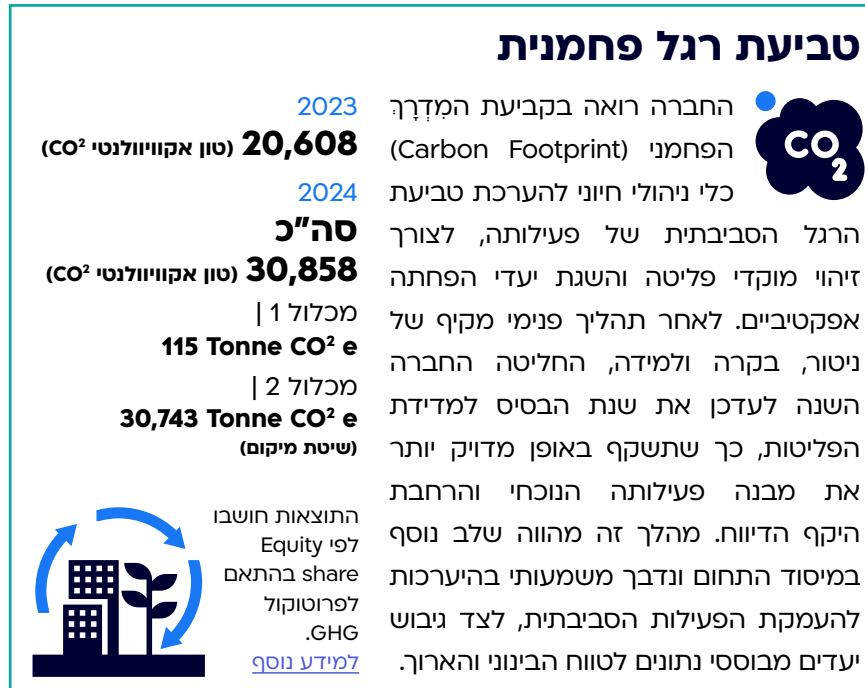 טביעת רגל פחמנית
CO2
החברה רואה בקביעת המִדְרָךְ
הפחמני (Carbon Footprint)
כלי ניהולי חיוני להערכת טביעת
הרגל הסביבתית של פעילותה, לצורך
זיהוי מוקדי פליטה והשגת יעדי הפחתה
אפקטיביים. לאחר תהליך פנימי מקיף של
ניטור, בקרה ולמידה, החליטה החברה
השנה לעדכן את שנת הבסיס למדידת
הפליטות, כך שתשקף באופן מדויק יותר
את מבנה פעילותה הנוכחי והרחבת
היקף הדיווח. מהלך זה מהווה שלב נוסף
במיסוד התחום ונדבך משמעותי בהיערכות
להעמקת הפעילות הסביבתית, לצד גיבוש
יעדים מבוססי נתונים לטווח הבינוני והארוך.
2023
20,608 (טון אקוויוולנטי CO²)
2024
סה"כ
30,858 (טון אקוויוולנטי CO²)
מכלול 1 |
115 Tonne CO² e
מכלול 2 |
30,743 Tonne CO² e
(שיטת מיקום)
התוצאות חושבו
לפי Equity
share בהתאם
לפרוטוקול
GHG.
למידע נוסף